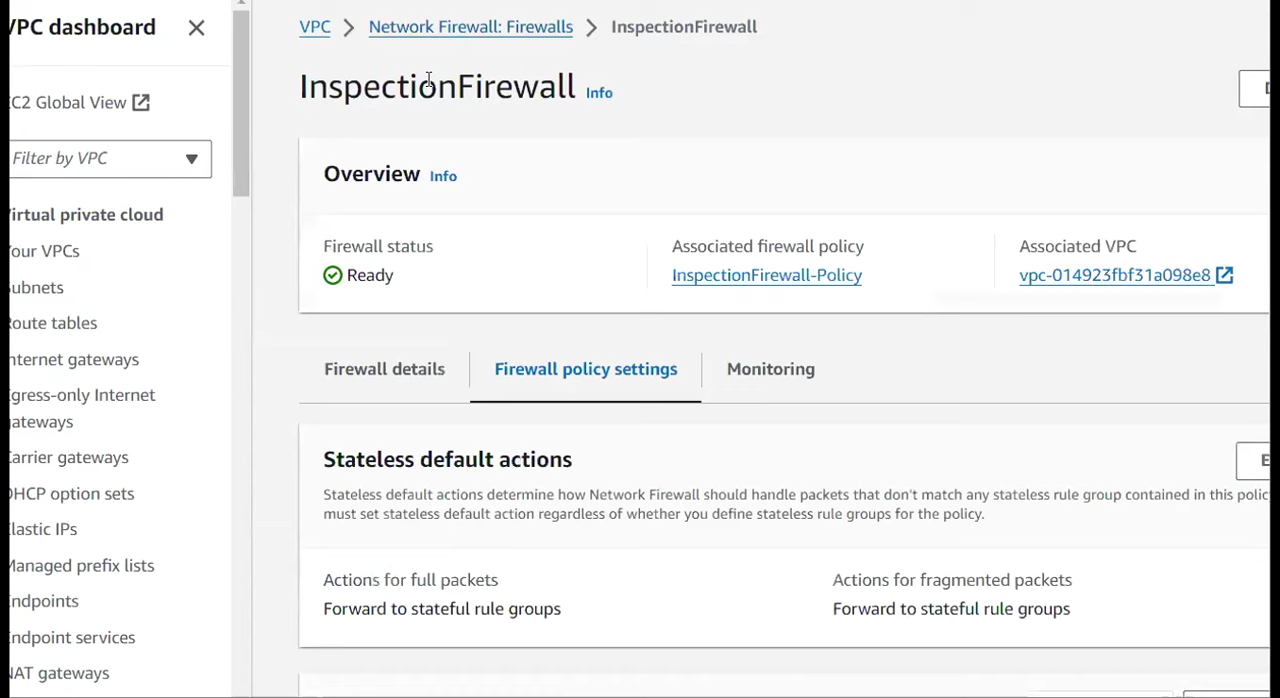 VPC dashboard
EC2 Global View
Filter by VPC
Virtual private cloud
Your VPCs
Subnets
Route tables
Internet gateways
Egress-only Internet
gateways
Carrier gateways
DHCP option sets
Elastic IPs
Managed prefix lists
Endpoints
Endpoint services
NAT gateways
VPC > Network Firewall: Firewalls > InspectionFirewall
InspectionFirewall Info
Overview Info
Firewall status
Ready
Associated firewall policy
InspectionFirewall-Policy
Associated VPC
vpc-014923fbf31a098e8
Firewall details
Firewall policy settings
Monitoring
Stateless default actions
Stateless default actions determine how Network Firewall should handle packets that don't match any stateless rule group contained in this polic
must set stateless default action regardless of whether you define stateless rule groups for the policy.
Actions for full packets
Forward to stateful rule groups
Actions for fragmented packets
Forward to stateful rule groups